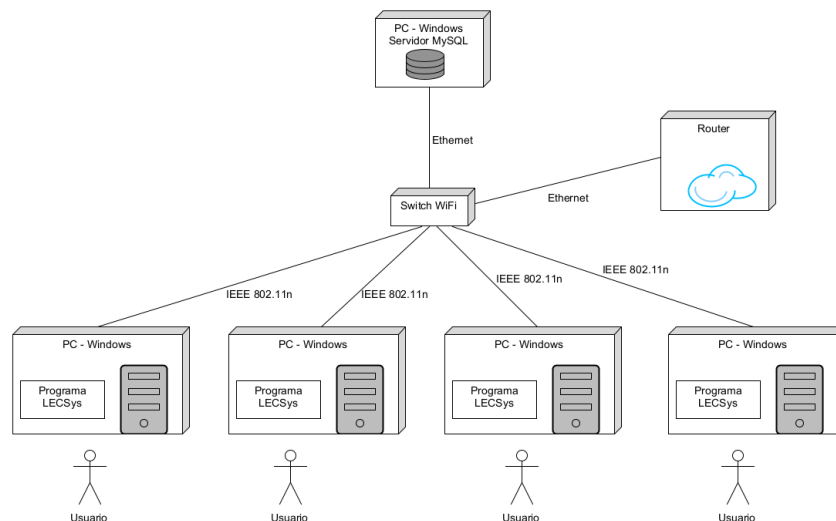 PC - Windows
Servidor MySQL
Router
Ethernet
Ethernet
Switch WiFi
IEEE 802.11n
IEEE 802.11n
IEEE 802.11n
IEEE 802.11n
PC - Windows
PC - Windows
PC - Windows
PC - Windows
Programa
LECSys
Programa
LECSys
Programa
LECSys
Programa
LECSys
Usuario
Usuario
Usuario
Usuario